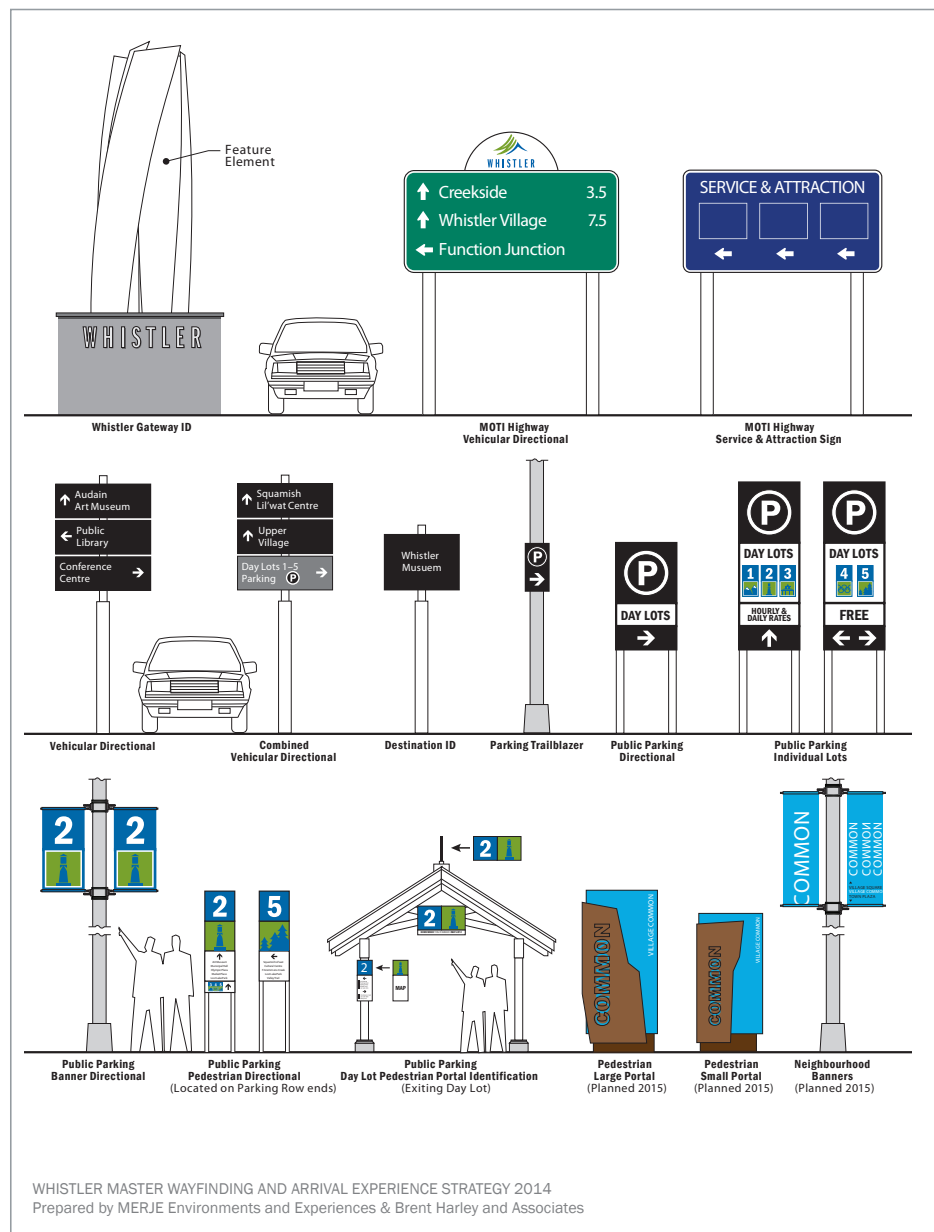 Feature
Element
WHISTLER
Whistler Gateway ID
WHISTLER
Creekside 3.5
Whistler Village 7.5
Function Junction
MOTI Highway
Vehicular Directional
SERVICE & ATTRACTION
MOTI Highway
Service & Attraction Sign
Audain
Art Museum
Public
Library
Conference
Centre
Vehicular Directional
Squamish
Lil'wat Centre
Upper
Village
Day Lots 1–5
Parking P
Combined
Vehicular Directional
Whistler
Musuem
Destination ID
P
Parking Trailblazer
P
DAY LOTS
Public Parking
Directional
P
DAY LOTS
1 2 3
HOURLY &
DAILY RATES
P
DAY LOTS
4 5
FREE
Public Parking
Individual Lots
2 2
Public Parking
Banner Directional
2
5
Public Parking
Pedestrian Directional
(Located on Parking Row ends)
2
2
2
MAP
Public Parking
Day Lot Pedestrian Portal Identification
(Exiting Day Lot)
COMMON
VILLAGE COMMON
Pedestrian
Large Portal
(Planned 2015)
COMMON
VILLAGE COMMON
Pedestrian
Small Portal
(Planned 2015)
COMMON
COMMON
COMMON
COMMON
VILLAGE SQUARE
VILLAGE COMMON
Neighbourhood
Banners
(Planned 2015)
WHISTLER MASTER WAYFINDING AND ARRIVAL EXPERIENCE STRATEGY 2014
Prepared by MERJE Environments and Experiences & Brent Harley and Associates